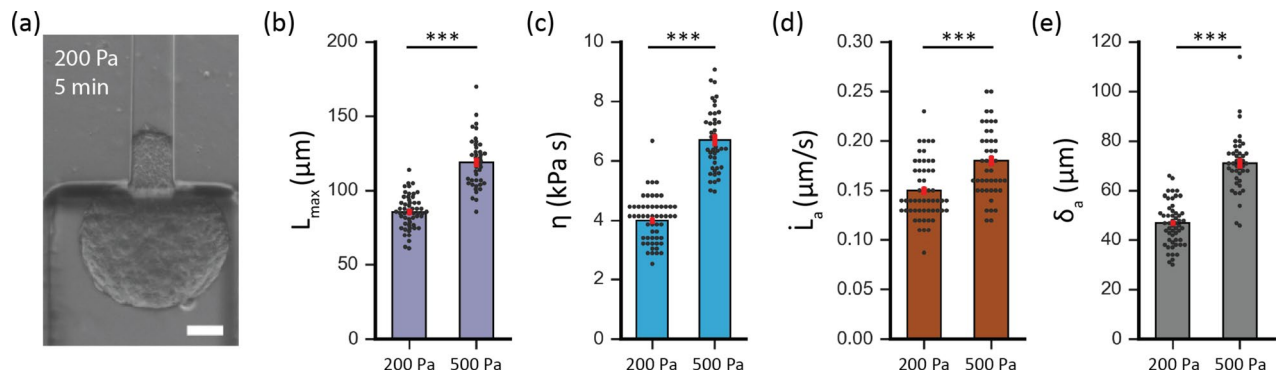 (a)
200 Pa
5 min
(b)
Lmax (µm)
200
150
100
50
0
***
200 Pa 500 Pa
(c)
η (kPa s)
10
8
6
4
2
0
***
200 Pa 500 Pa
(d)
L̇a (µm/s)
0.30
0.25
0.20
0.15
0.10
0.05
0.00
***
200 Pa 500 Pa
(e)
δa (µm)
120
100
80
60
40
20
0
***
200 Pa 500 Pa